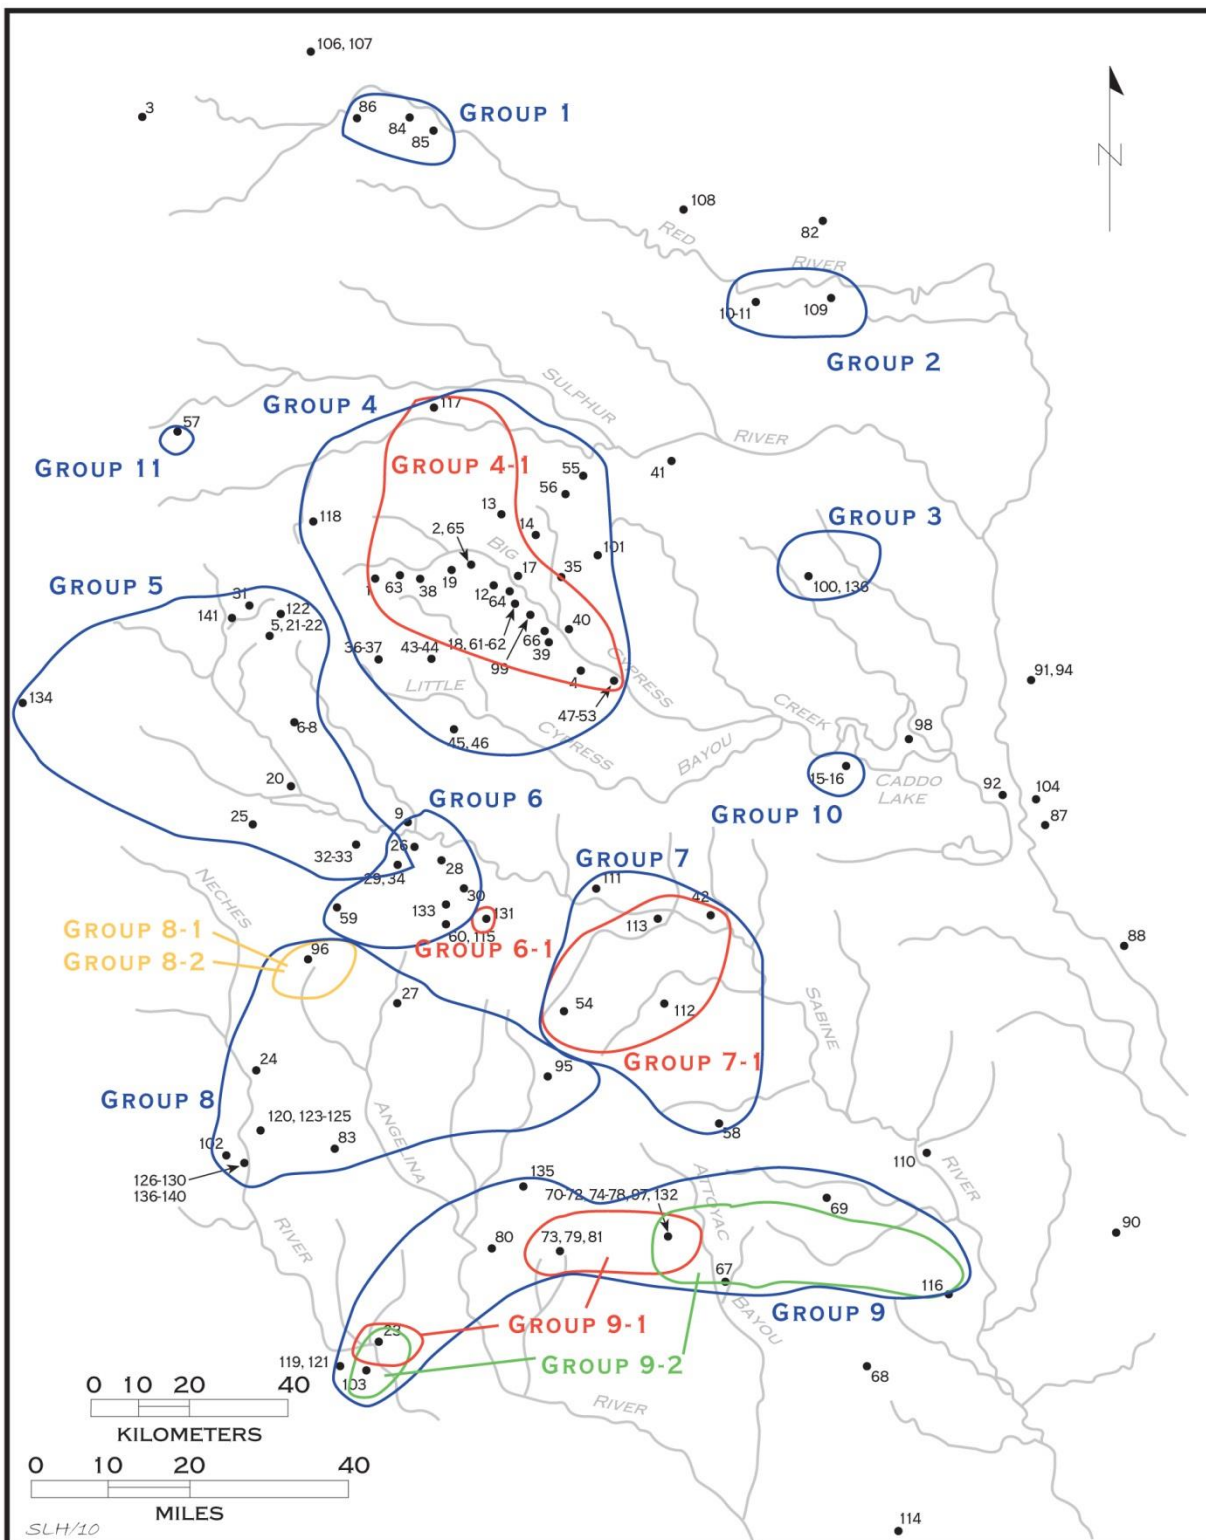 106, 107
3
86
84
85
GROUP 1
108
82
RED
RIVER
10-11
109
GROUP 2
N
SULPHUR
RIVER
GROUP 4
117
57
GROUP 11
GROUP 4-1
55
56
41
118
13
14
2, 65
BIG
101
GROUP 3
100, 136
GROUP 5
1
63
38
19
12
64
17
35
31
141
122
5, 21-22
36-37
43-44
18, 61-62
99
66
39
40
4
CYPRESS
LITTLE
47-53
134
6-8
45, 46
CYPRESS
BAYOU
CREEK
91, 94
98
15-16
CADDO
LAKE
GROUP 10
92
104
87
20
25
32-33
9
GROUP 6
26
28
29, 34
30
NECHES
59
133
60, 115
131
GROUP 6-1
GROUP 7
111
113
42
88
GROUP 8-1
GROUP 8-2
96
27
54
112
SABINE
GROUP 7-1
24
95
GROUP 8
120, 123-125
83
ANGELINA
58
102
126-130
136-140
110
RIVER
135
70-72, 74-78, 97, 132
ATTOYAC
69
90
RIVER
80
73, 79, 81
67
BAYOU
116
GROUP 9
GROUP 9-1
GROUP 9-2
23
119, 121
103
68
RIVER
0 10 20 40
KILOMETERS
0 10 20 40
MILES
SLH/10
114